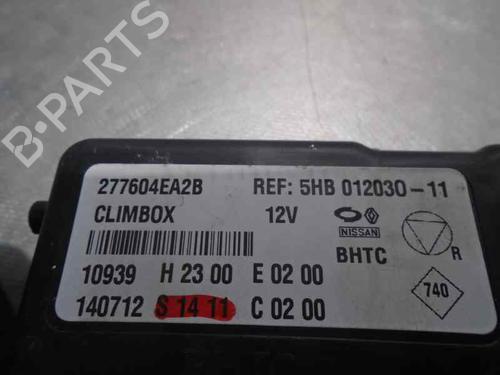 B-PARTS
277604EA2B REF: 5HB 012030-11
CLIMBOX 12V
NISSAN
BHTC R
10939 H 23 00 E 02 00
740
140712 S 14 11 C 02 00